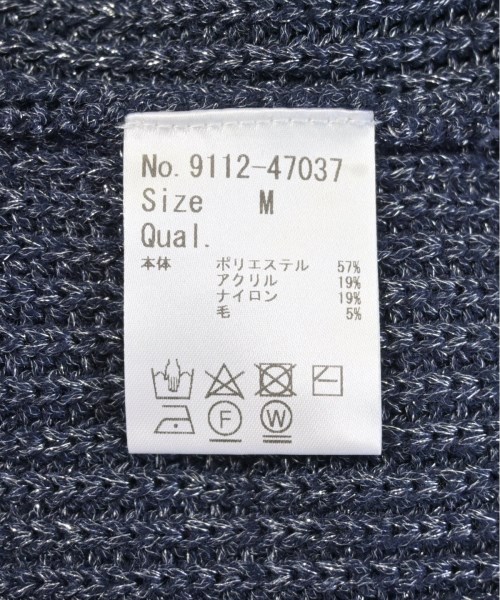 No. 9112-47037
Size M
Qual.
本体 ポリエステル 57%
アクリル 19%
ナイロン 19%
毛 5%
F W